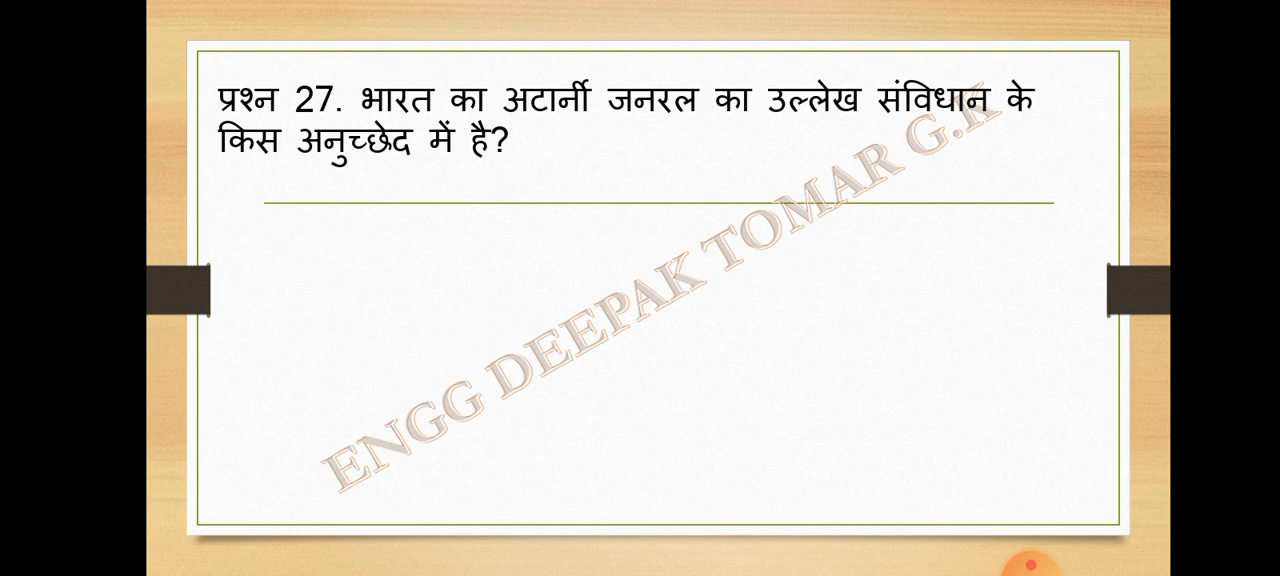 प्रश्न 27. भारत का अटार्नी जनरल का उल्लेख संविधान के
किस अनुच्छेद में है?
ENGG DEEPAK TOMAR G.K